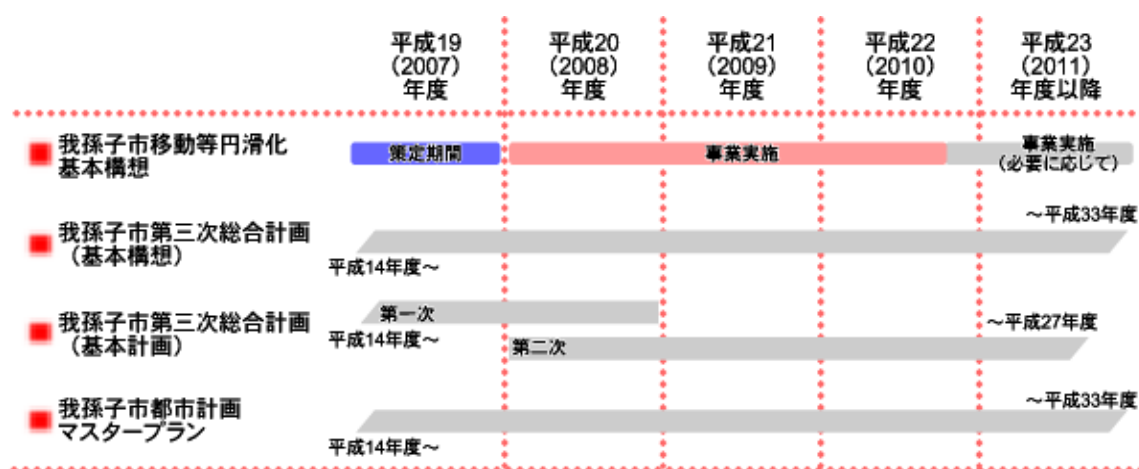 平成19
(2007)
年度
平成20
(2008)
年度
平成21
(2009)
年度
平成22
(2010)
年度
平成23
(2011)
年度以降
我孫子市移動等円滑化
基本構想
策定期間
事業実施
事業実施
(必要に応じて)
我孫子市第三次総合計画
(基本構想)
平成14年度～
～平成33年度
我孫子市第三次総合計画
(基本計画)
第一次
平成14年度～
第二次
～平成27年度
我孫子市都市計画
マスタープラン
平成14年度～
～平成33年度